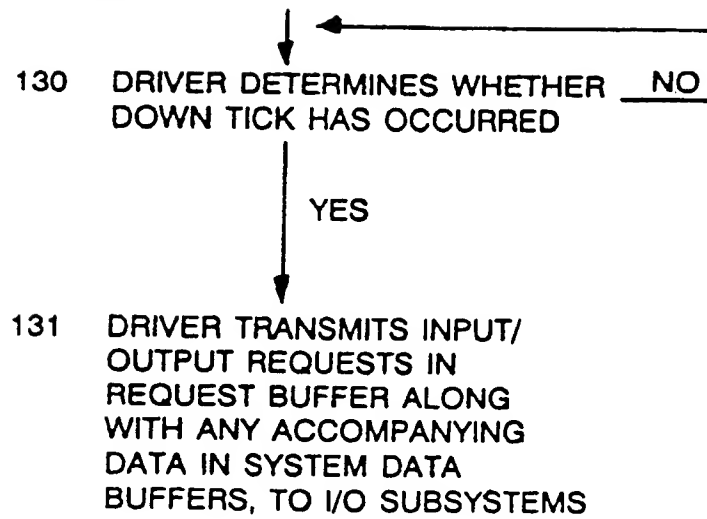 130 DRIVER DETERMINES WHETHER NO
DOWN TICK HAS OCCURRED
YES
131 DRIVER TRANSMITS INPUT/
OUTPUT REQUESTS IN
REQUEST BUFFER ALONG
WITH ANY ACCOMPANYING
DATA IN SYSTEM DATA
BUFFERS, TO I/O SUBSYSTEMS